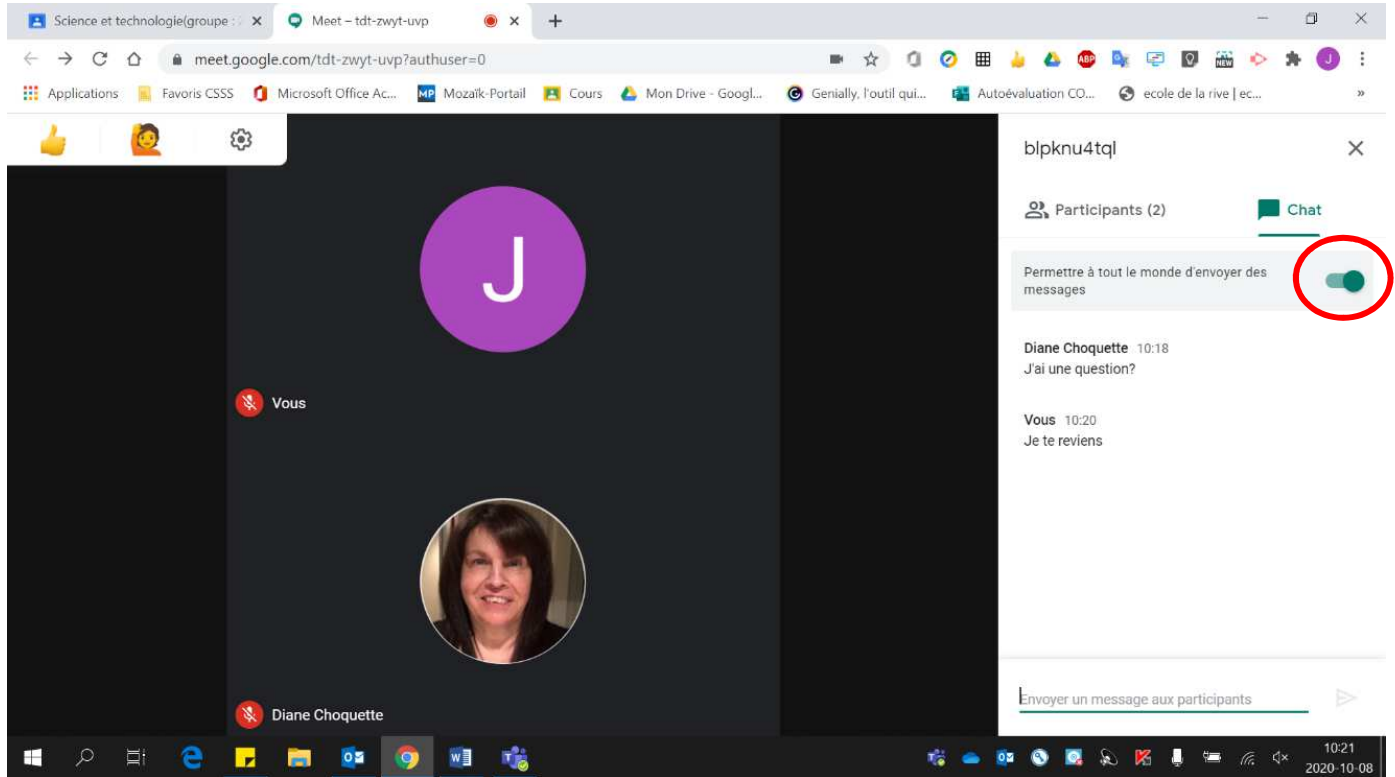 Science et technologie(groupe :
Meet – tdt-zwyt-uvp
meet.google.com/tdt-zwyt-uvp?authuser=0
ABP
NEW
J
Applications
Favoris CSSS
Microsoft Office Ac...
MP Mozaïk-Portail
Cours
Mon Drive - Googl...
Genially, l'outil qui...
Autoévaluation CO...
ecole de la rive | ec...
»
J
Vous
Diane Choquette
blpknu4tql
Participants (2)
Chat
Permettre à tout le monde d'envoyer des
messages
Diane Choquette 10:18
J'ai une question?
Vous 10:20
Je te reviens
Envoyer un message aux participants
10:21
2020-10-08